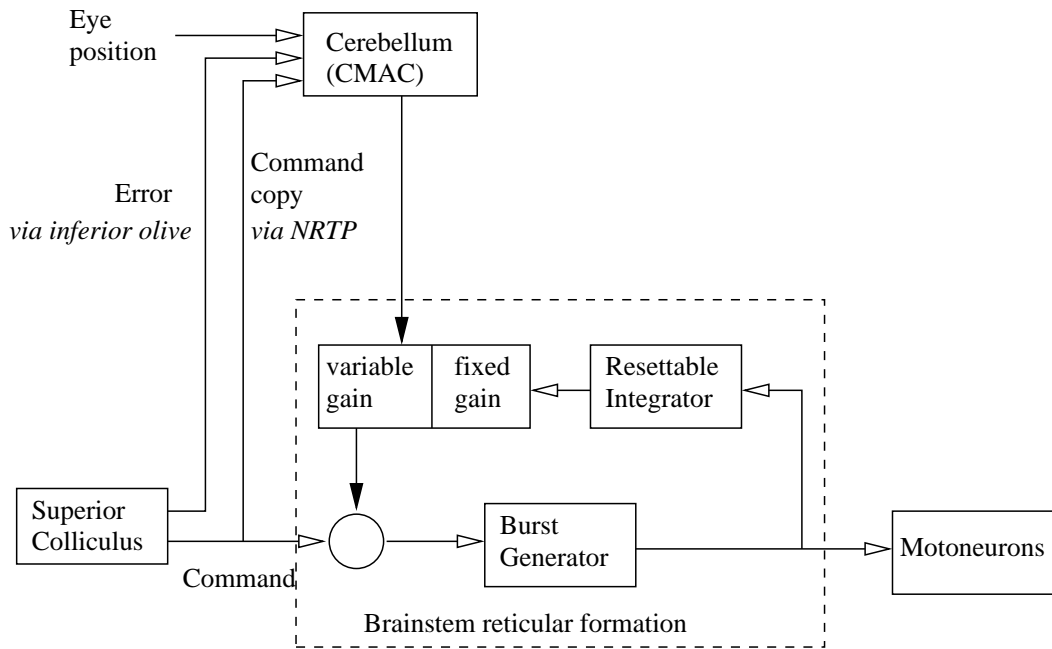 Eye
position
Cerebellum
(CMAC)
Error
via inferior olive
Command
copy
via NRTP
variable
gain
fixed
gain
Resettable
Integrator
Superior
Colliculus
Command
Burst
Generator
Motoneurons
Brainstem reticular formation